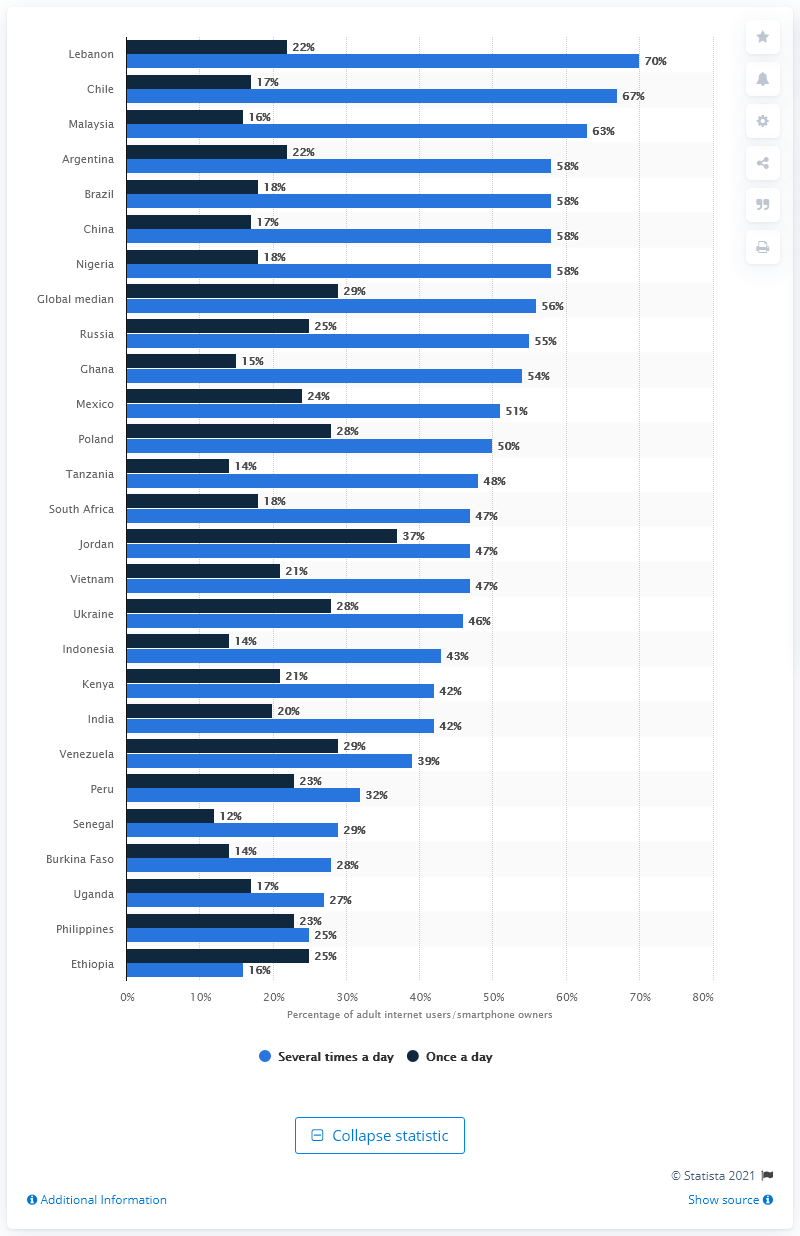 Lebanon 22% 70%
Chile 17% 67%
Malaysia 16% 63%
Argentina 22% 58%
Brazil 18% 58%
China 17% 58%
Nigeria 18% 58%
Global median 29% 56%
Russia 25% 55%
Ghana 15% 54%
Mexico 24% 51%
Poland 28% 50%
Tanzania 14% 48%
South Africa 18% 47%
Jordan 37% 47%
Vietnam 21% 47%
Ukraine 28% 46%
Indonesia 14% 43%
Kenya 21% 42%
India 20% 42%
Venezuela 29% 39%
Peru 23% 32%
Senegal 12% 29%
Burkina Faso 14% 28%
Uganda 17% 27%
Philippines 23% 25%
Ethiopia 25% 16%
0% 10% 20% 30% 40% 50% 60% 70% 80%
Percentage of adult internet users/smartphone owners
Several times a day Once a day
Collapse statistic
© Statista 2021
Additional Information Show source